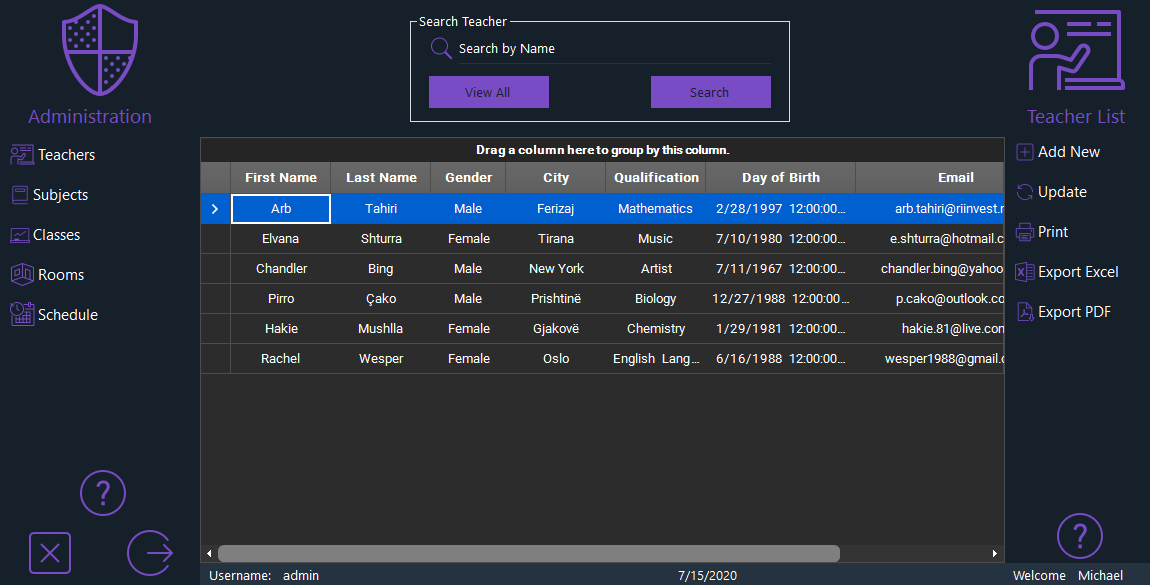 Administration
Teachers
Subjects
Classes
Rooms
Schedule
Search Teacher
Search by Name
View All
Search
Drag a column here to group by this column.
First Name Last Name Gender City Qualification Day of Birth Email
Arb Tahiri Male Ferizaj Mathematics 2/28/1997 12:00:00... arb.tahiri@riinvest.r
Elvana Shturra Female Tirana Music 7/10/1980 12:00:00... e.shturra@hotmail.c
Chandler Bing Male New York Artist 7/11/1967 12:00:00... chandler.bing@yahoo
Pirro Çako Male Prishtinë Biology 12/27/1988 12:00:00... p.cako@outlook.co
Hakie Mushlla Female Gjakovë Chemistry 1/29/1981 12:00:00... hakie.81@live.con
Rachel Wesper Female Oslo English Lang... 6/16/1988 12:00:00... wesper1988@gmail.c
Username: admin
7/15/2020
Teacher List
Add New
Update
Print
Export Excel
Export PDF
?
?
Welcome Michael